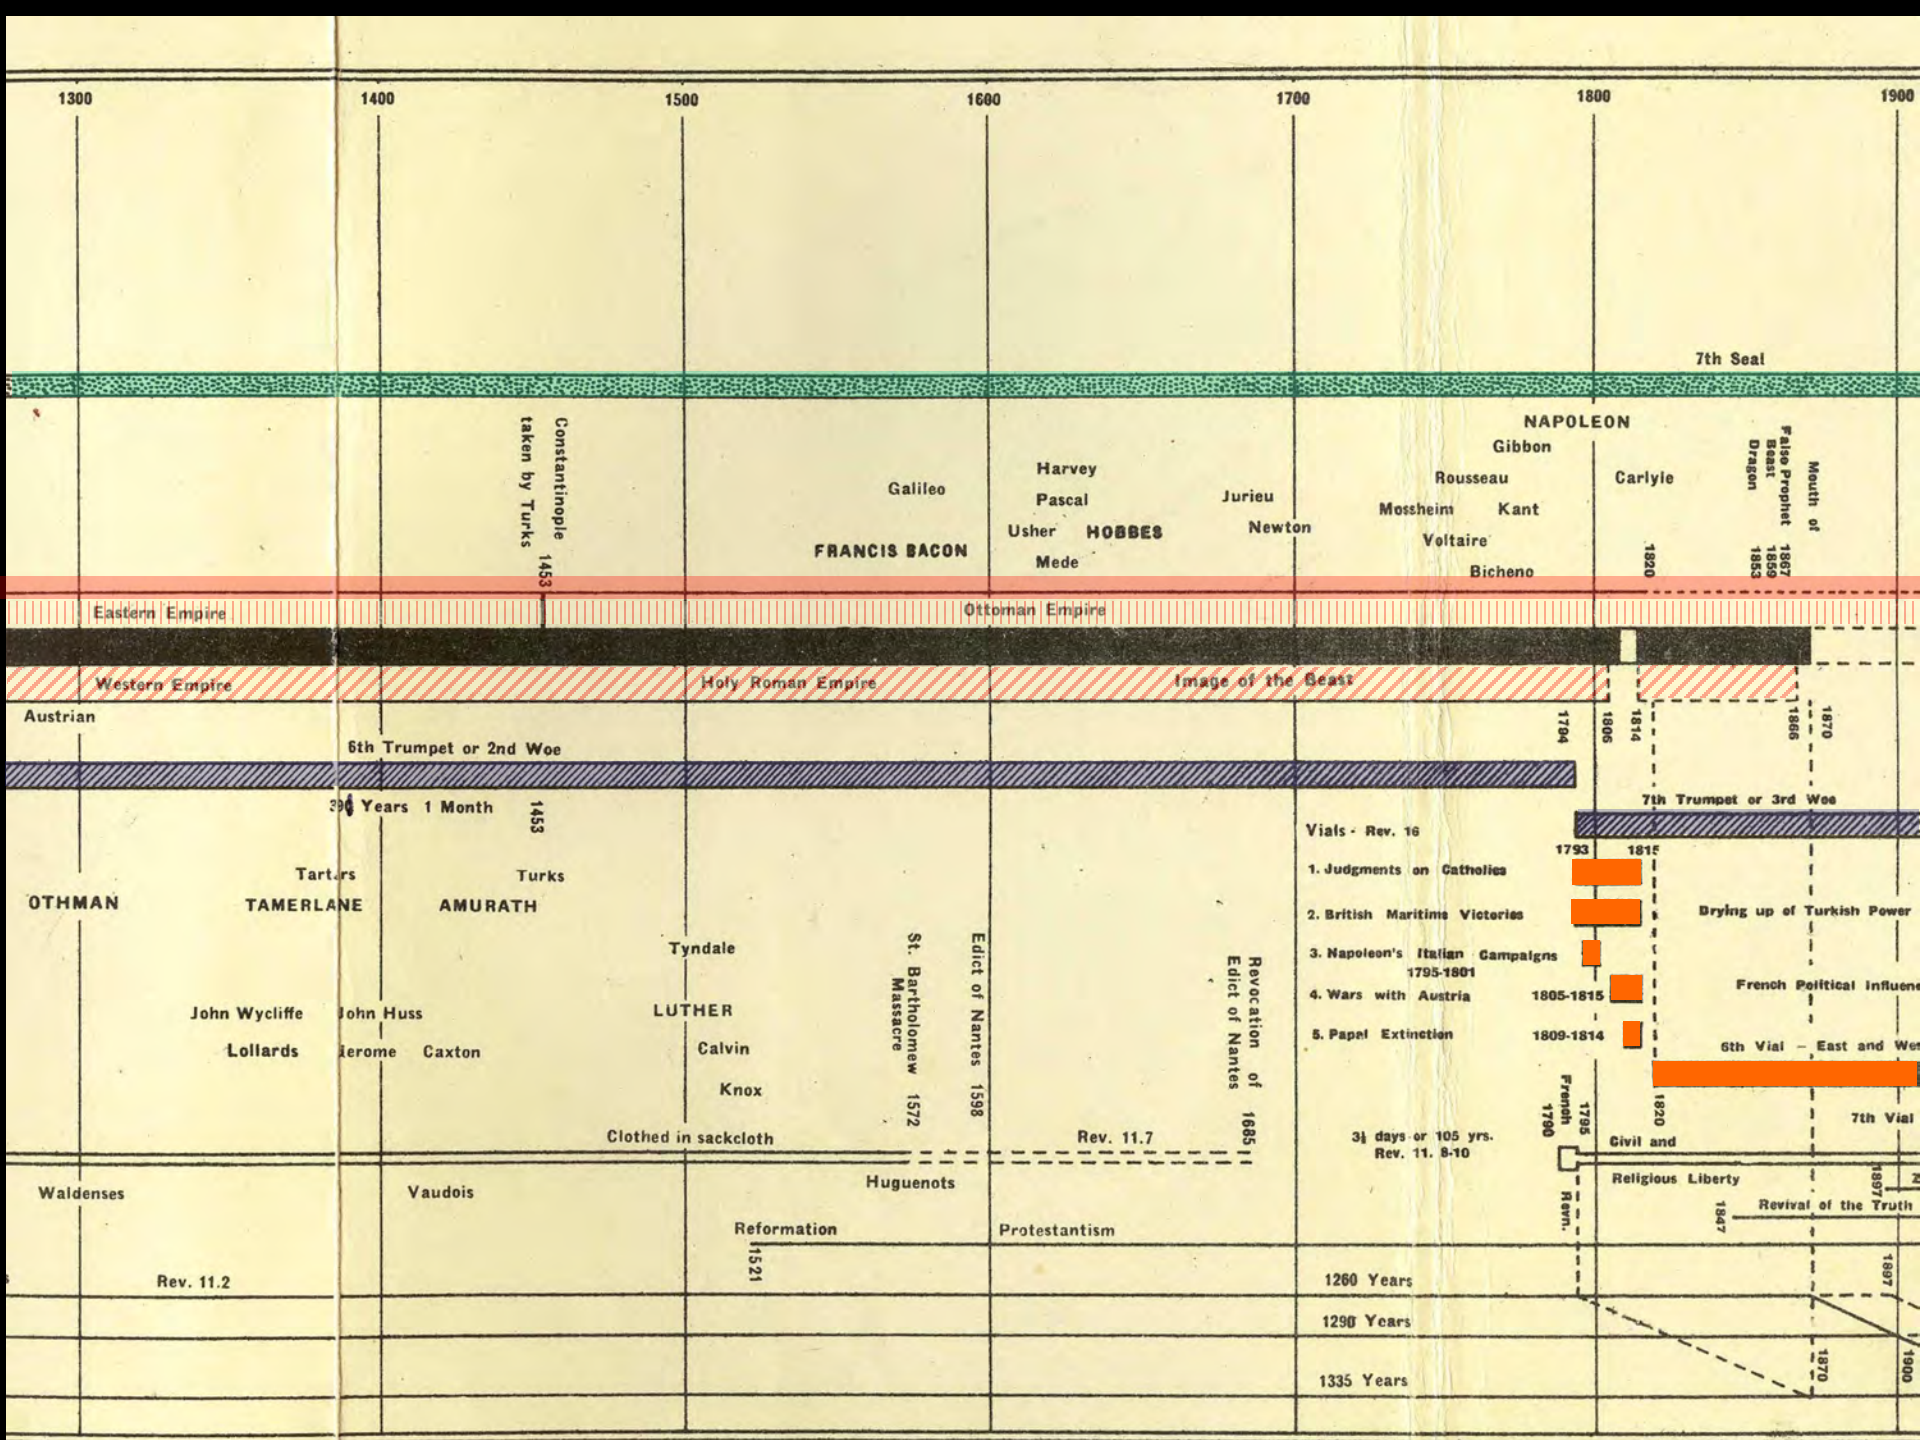 1300 1400 1500 1600 1700 1800 1900
7th Seal
NAPOLEON
Gibbon
Rousseau
Carlyle
Mossheim
Kant
Voltaire
Bicheno
Constantinople 1453
taken by Turks
Galileo
FRANCIS BACON
Harvey
Pascal
Usher
HOBBES
Mede
Jurieu
Newton
1820
Mouth of
False Prophet 1867
Beast 1859
Dragon 1853
Eastern Empire
Ottoman Empire
Western Empire
Holy Roman Empire
Image of the Beast
Austrian
1794
1806
1814
1866
1870
6th Trumpet or 2nd Woe
Years 1 Month
1453
7th Trumpet or 3rd Woe
Vials - Rev. 16
1793
1815
1. Judgments on Catholics
2. British Maritime Victories
3. Napoleon's Italian Campaigns
1795-1801
4. Wars with Austria 1805-1815
5. Papal Extinction 1809-1814
Drying up of Turkish Power
French Political
6th Vial – East and
1820
7th Vial
Tartars
Turks
OTHMAN
TAMERLANE
AMURATH
Tyndale
John Wycliffe
John Huss
LUTHER
Lollards
Jerome
Caxton
Calvin
Knox
St. Bartholomew 1572
Massacre
Edict of Nantes 1598
Revocation of 1685
Edict of Nantes
Clothed in sackcloth
Rev. 11.7
3½ days or 105 yrs.
Rev. 11. 8-10
French
1790
1795
Revn.
Civil and
Religious Liberty
1897
1847
Revival of the Truth
Waldenses
Vaudois
Huguenots
Reformation
Protestantism
1521
Rev. 11.2
1260 Years
1897
1290 Years
1335 Years
1870
1900